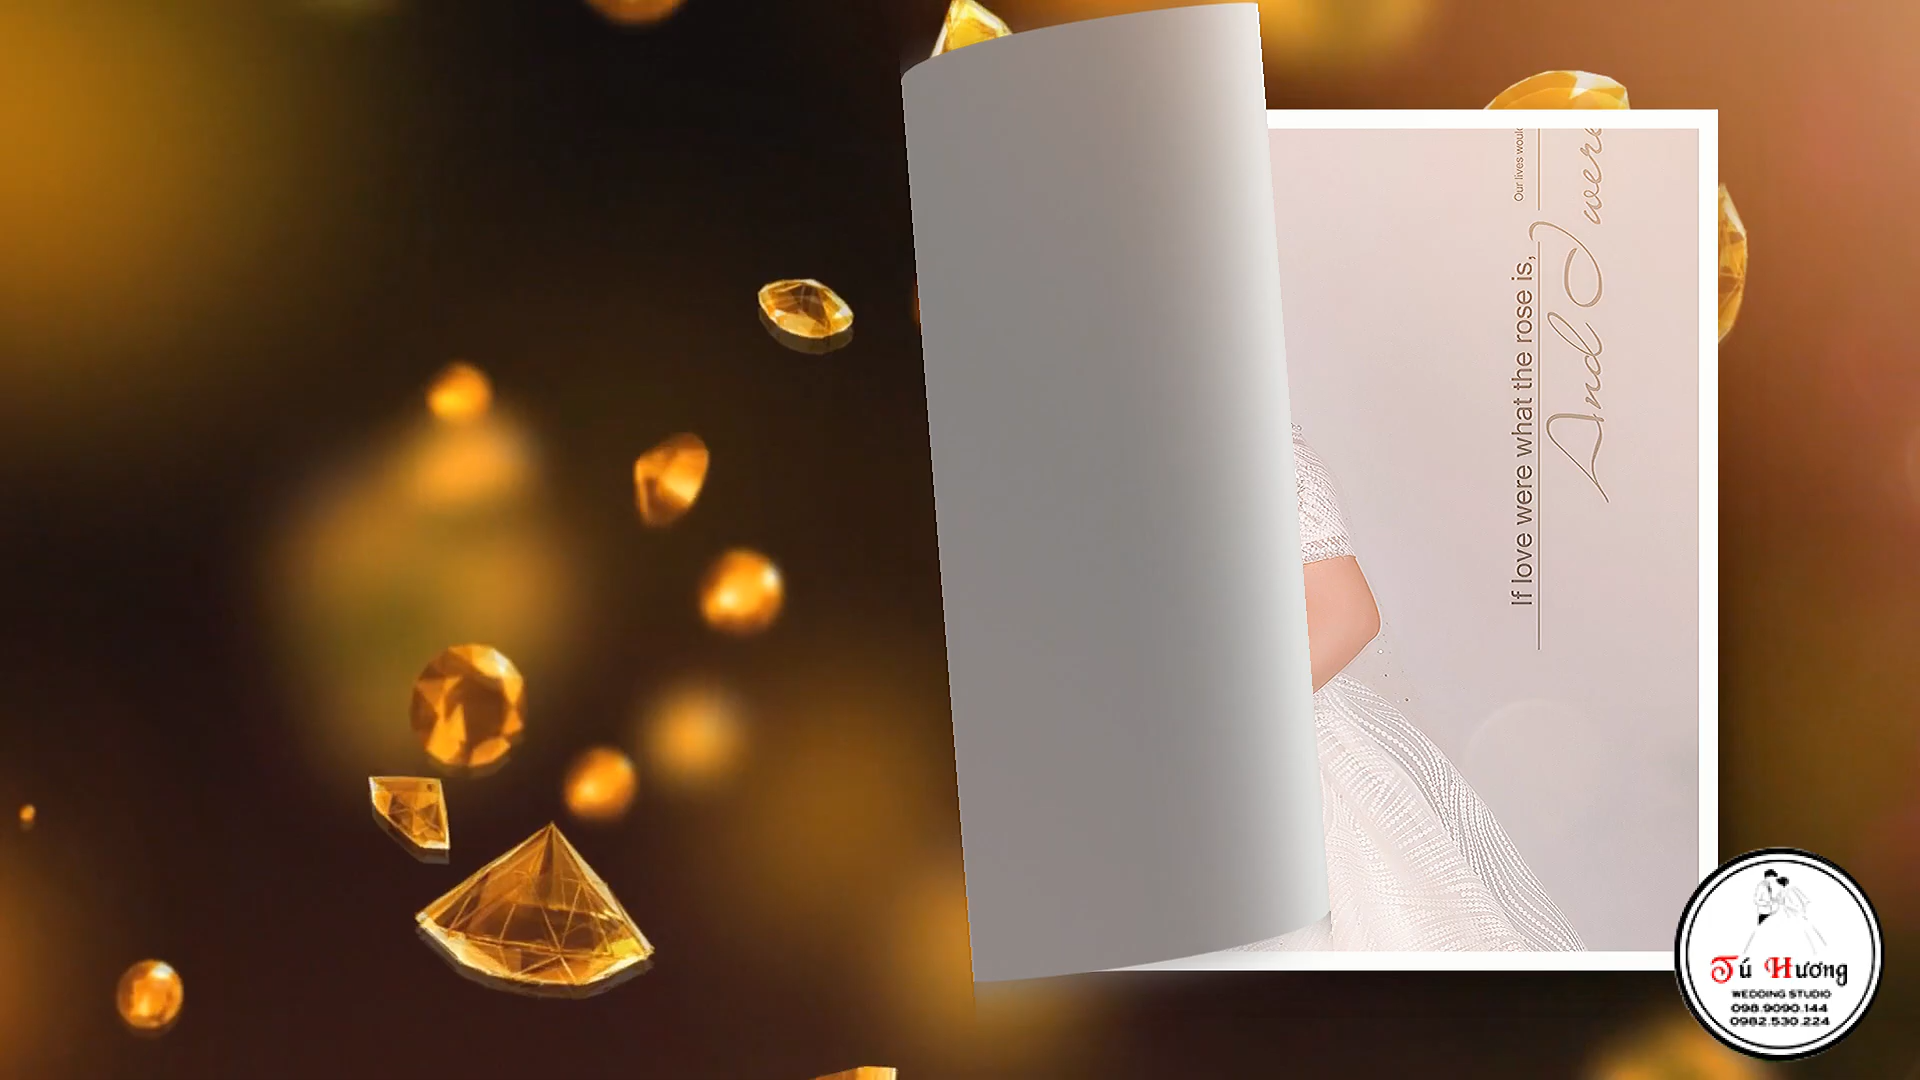 If love were what the rose is,
Our lives would
And I were
Tú Hương
WEDDING STUDIO
098.9090.144
0982.530.224